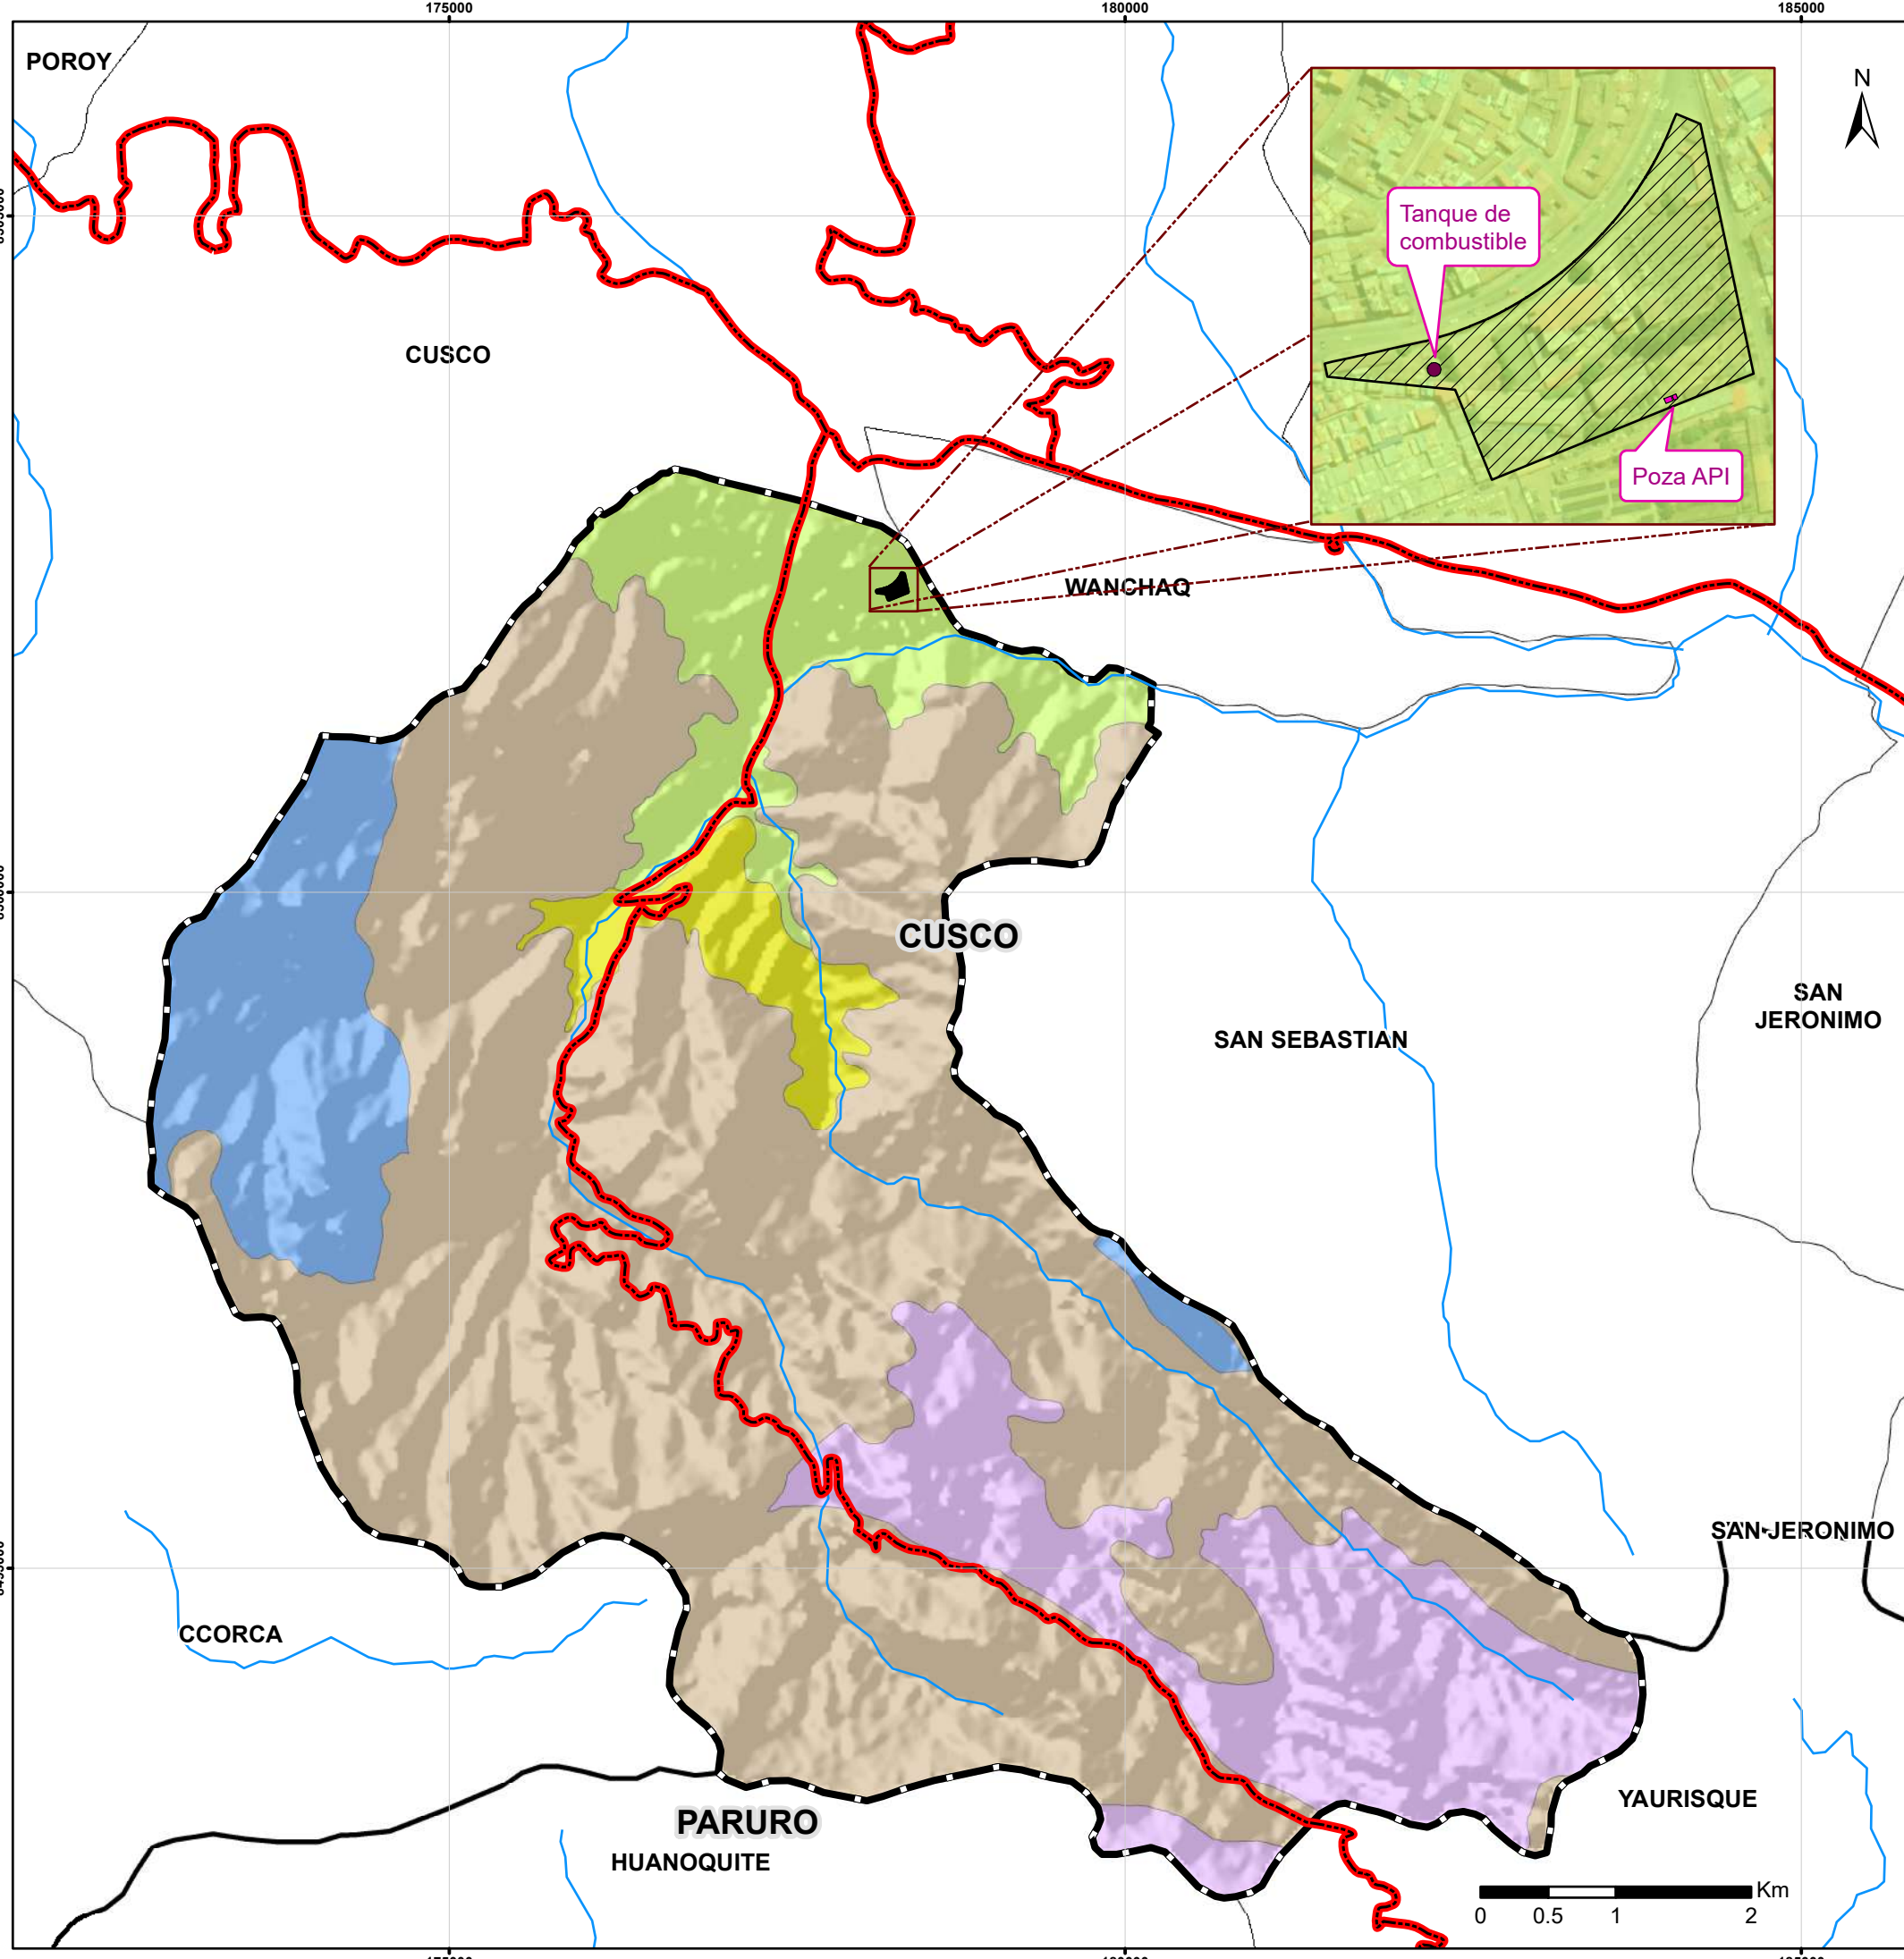 175000
180000
185000
POROY
N
Tanque de
combustible
CUSCO
Poza API
WANCHAQ
CUSCO
SAN
JERONIMO
SAN SEBASTIAN
SAN JERONIMO
CCORCA
YAURISQUE
PARURO
HUANOQUITE
Km
0 0.5 1 2